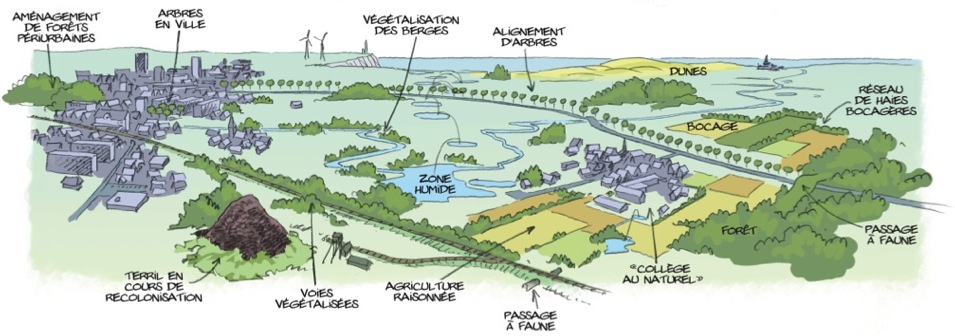 AMÉNAGEMENT
DE FORÊTS
PÉRIURBAINES
ARBRES
EN VILLE
VÉGÉTALISATION
DES BERGES
ALIGNEMENT
D'ARBRES
DUNES
RÉSEAU
DE HAIES
BOCAGÈRES
BOCAGE
ZONE
HUMIDE
FORÊT
PASSAGE
À FAUNE
"COLLÈGE
AU NATUREL"
TERRIL EN
COURS DE
RECOLONISATION
VOIES
VÉGÉTALISÉES
AGRICULTURE
RAISONNÉE
PASSAGE
À FAUNE